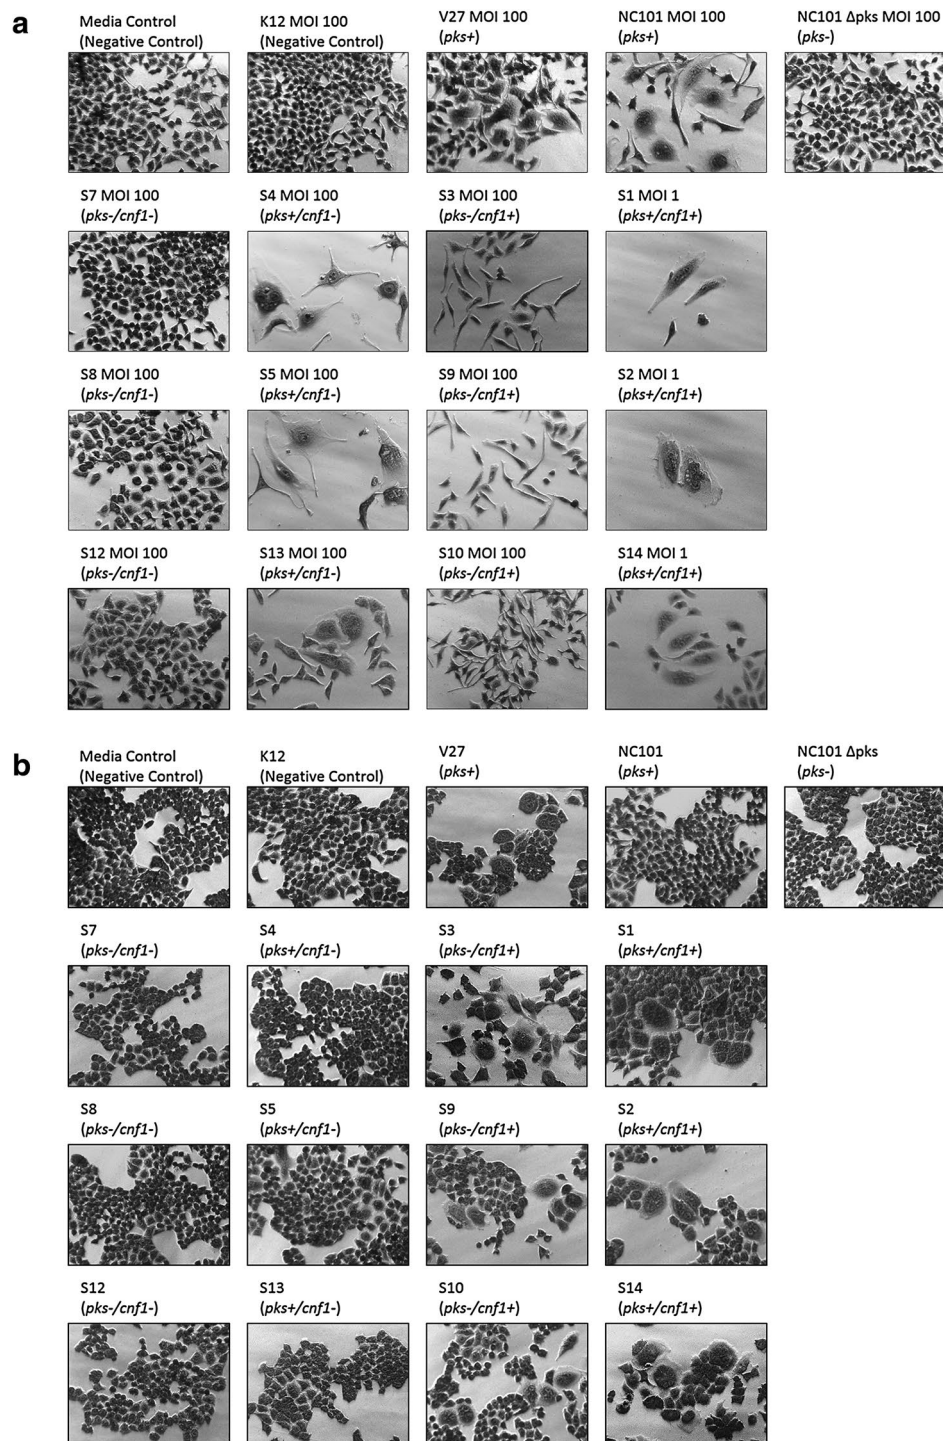 a
Media Control
(Negative Control)
K12 MOI 100
(Negative Control)
V27 MOI 100
(pks+)
NC101 MOI 100
(pks+)
NC101 Δpks MOI 100
(pks-)
S7 MOI 100
(pks-/cnf1-)
S4 MOI 100
(pks+/cnf1-)
S3 MOI 100
(pks-/cnf1+)
S1 MOI 1
(pks+/cnf1+)
S8 MOI 100
(pks-/cnf1-)
S5 MOI 100
(pks+/cnf1-)
S9 MOI 100
(pks-/cnf1+)
S2 MOI 1
(pks+/cnf1+)
S12 MOI 100
(pks-/cnf1-)
S13 MOI 100
(pks+/cnf1-)
S10 MOI 100
(pks-/cnf1+)
S14 MOI 1
(pks+/cnf1+)
b
Media Control
(Negative Control)
K12
(Negative Control)
V27
(pks+)
NC101
(pks+)
NC101 Δpks
(pks-)
S7
(pks-/cnf1-)
S4
(pks+/cnf1-)
S3
(pks-/cnf1+)
S1
(pks+/cnf1+)
S8
(pks-/cnf1-)
S5
(pks+/cnf1-)
S9
(pks-/cnf1+)
S2
(pks+/cnf1+)
S12
(pks-/cnf1-)
S13
(pks+/cnf1-)
S10
(pks-/cnf1+)
S14
(pks+/cnf1+)